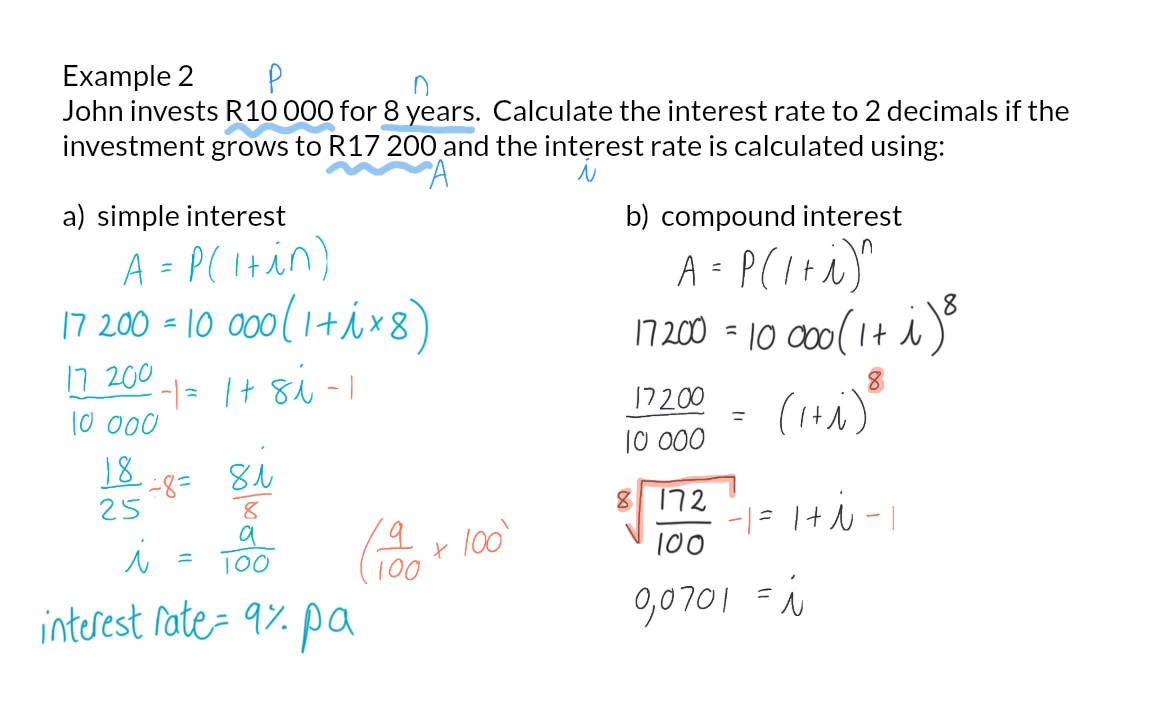 Example 2
P
n
John invests R10 000 for 8 years. Calculate the interest rate to 2 decimals if the
investment grows to R17 200 and the interest rate is calculated using:
A
i
a) simple interest
A = P(1+in)
17 200 = 10 000(1+i×8)
17 200 / 10 000 -1 = 1+8i -1
18 / 25 ÷8 = 8i / 8
i = 9 / 100
(9 / 100 × 100
interest rate = 9% pa
b) compound interest
A = P(1+i)^n
17200 = 10 000(1+i)^8
17200 / 10 000 = (1+i)^8
8√172 / 100 -1 = 1+i -1
0,0701 = i